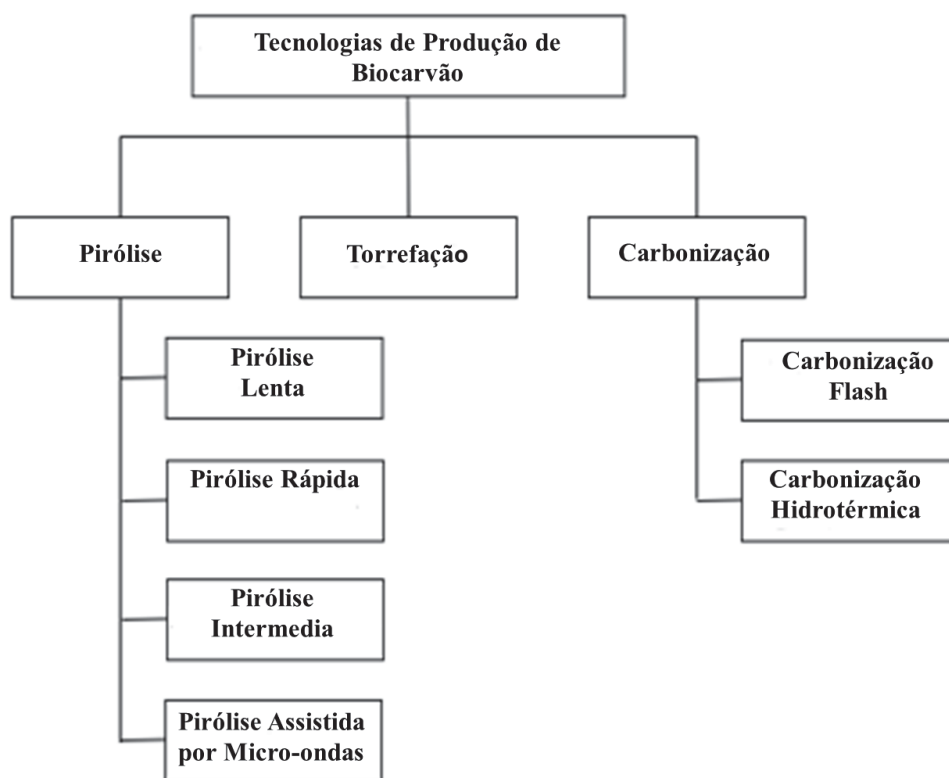 Tecnologias de Produção de
Biocarvão
Pirólise
Torrefação
Carbonização
Pirólise
Lenta
Pirólise Rápida
Pirólise
Intermedia
Pirólise Assistida
por Micro-ondas
Carbonização
Flash
Carbonização
Hidrotérmica